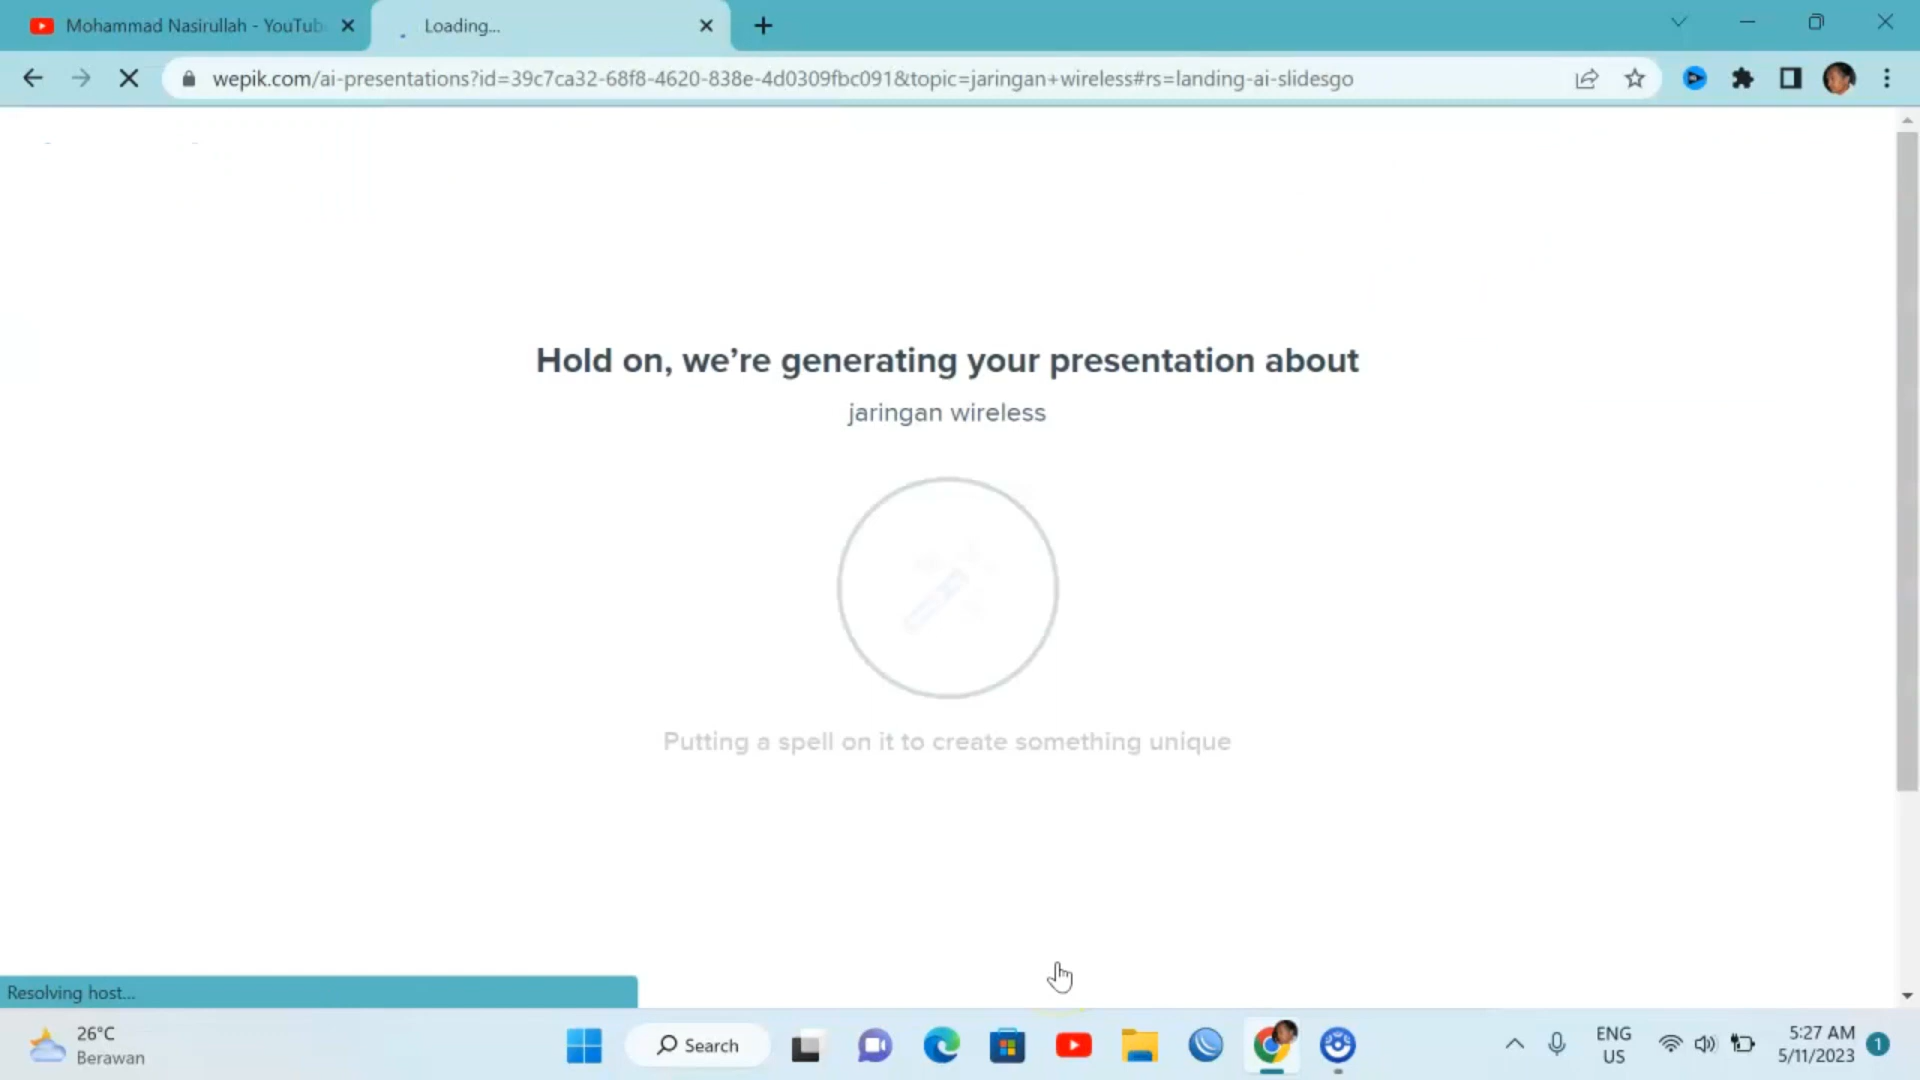 Mohammad Nasirullah - YouTub
Loading...
wepik.com/ai-presentations?id=39c7ca32-68f8-4620-838e-4d0309fbc091&topic=jaringan+wireless#rs=landing-ai-slidesgo
Hold on, we’re generating your presentation about
jaringan wireless
Putting a spell on it to create something unique
Resolving host...
26°C
Berawan
Search
ENG
US
5:27 AM
5/11/2023
1